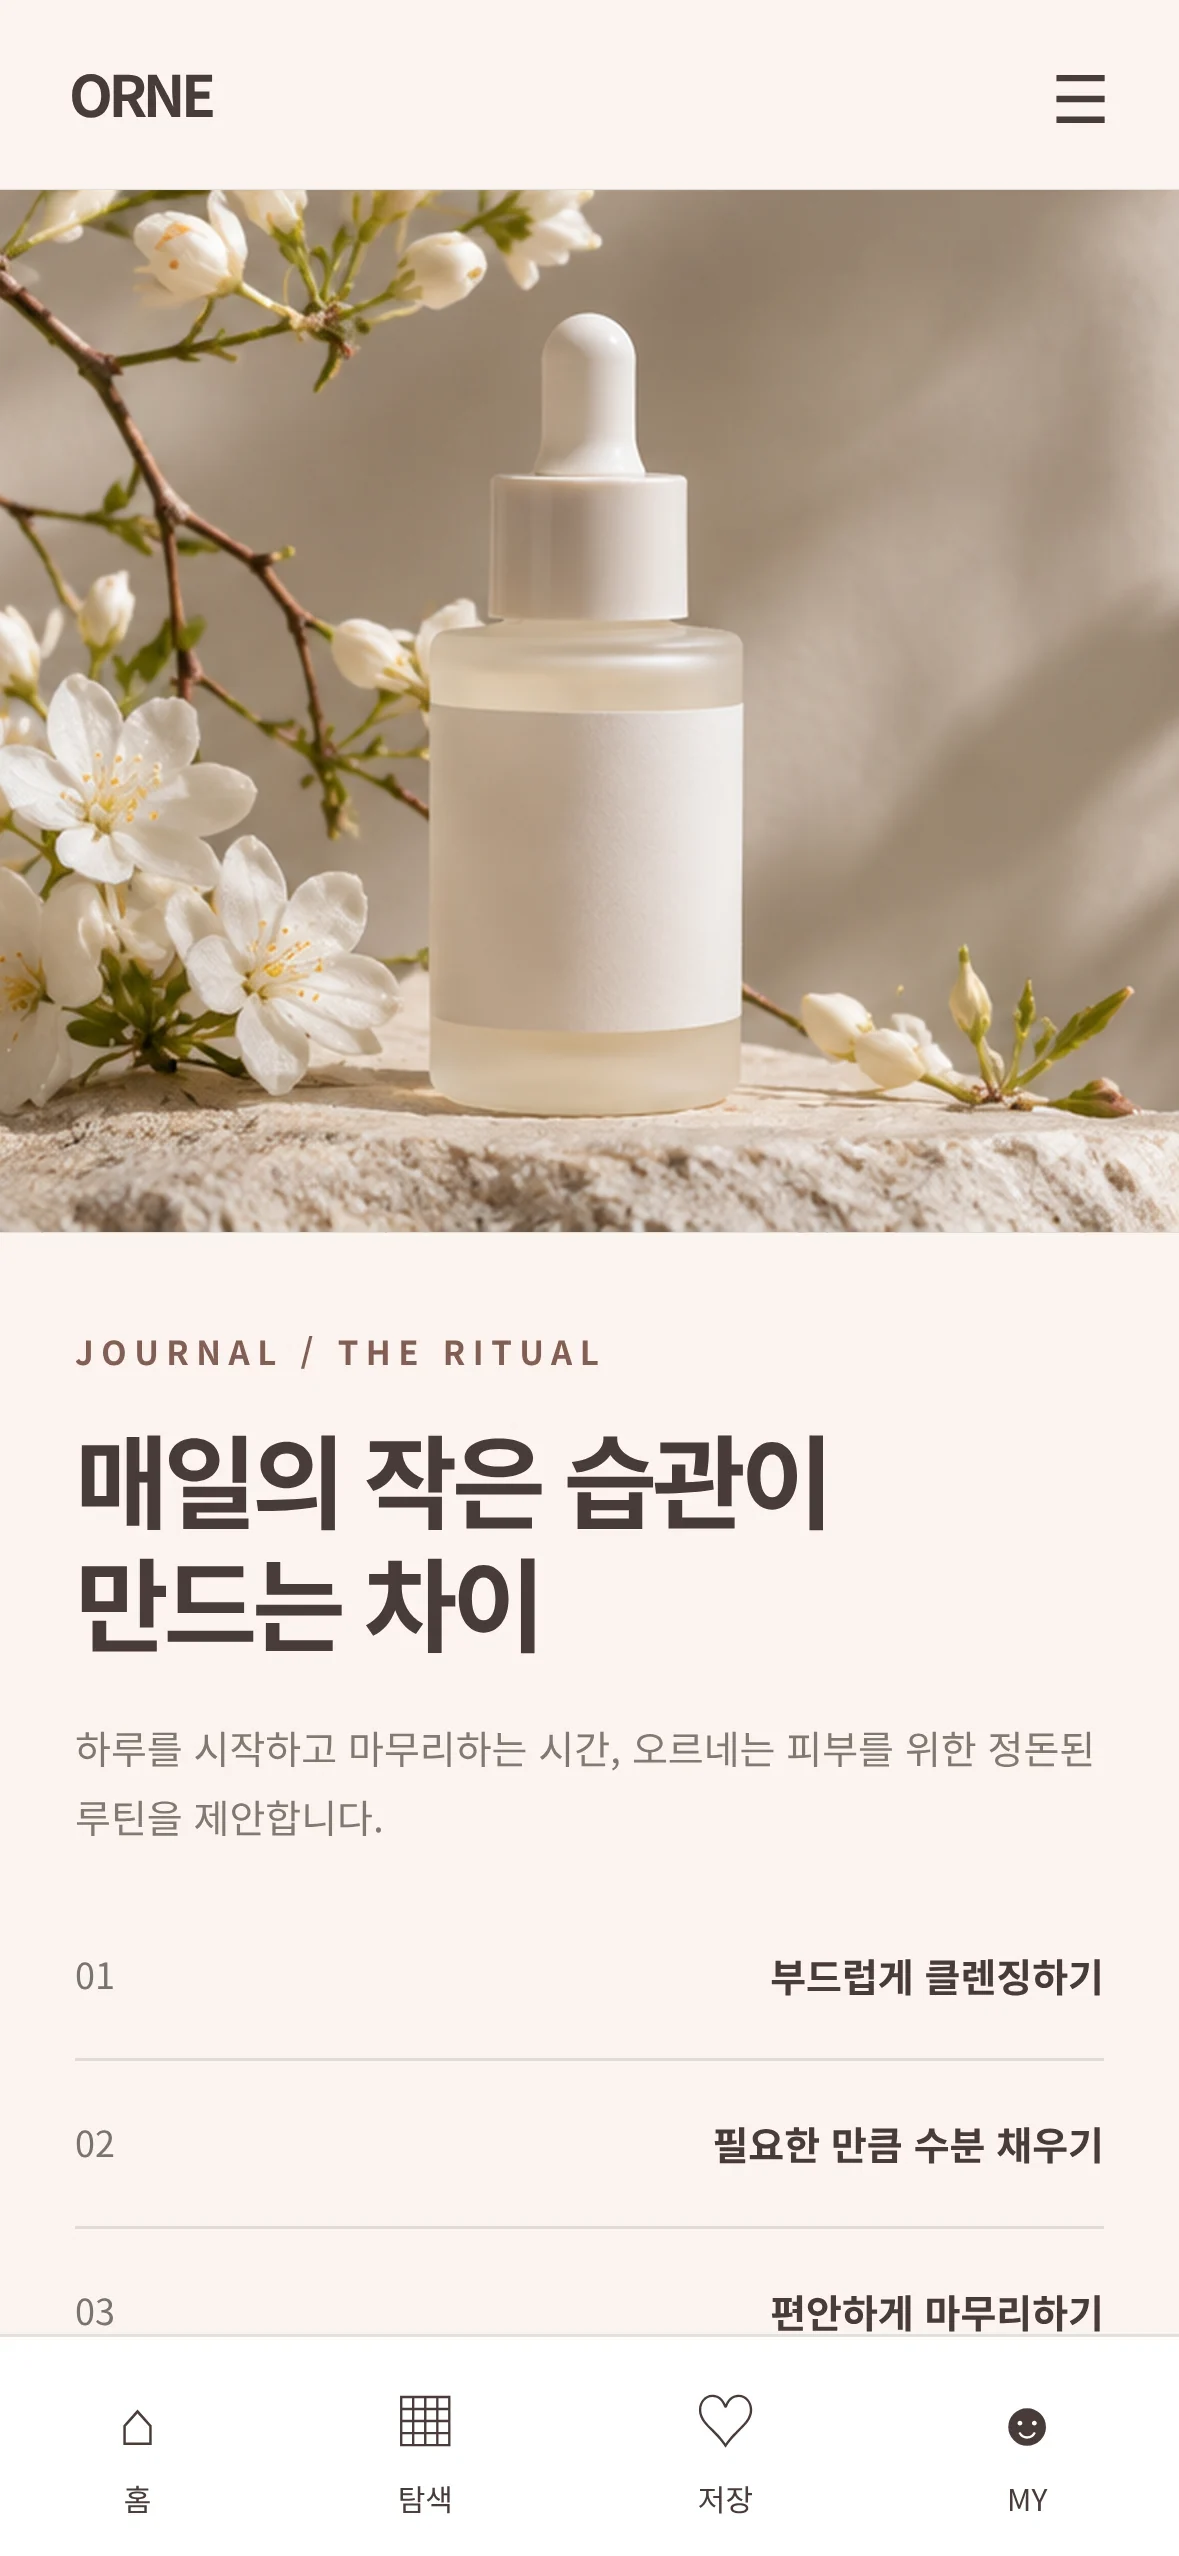 ORNE
JOURNAL / THE RITUAL
매일의 작은 습관이
만드는 차이
하루를 시작하고 마무리하는 시간, 오르네는 피부를 위한 정돈된
루틴을 제안합니다.
01 부드럽게 클렌징하기
02 필요한 만큼 수분 채우기
03 편안하게 마무리하기
홈 탐색 저장 MY